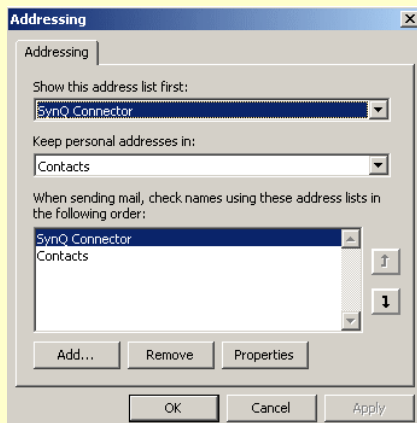 Addressing
Addressing
Show this address list first:
SynQ Connector
Keep personal addresses in:
Contacts
When sending mail, check names using these address lists in
the following order:
SynQ Connector
Contacts
Add...
Remove
Properties
OK
Cancel
Apply